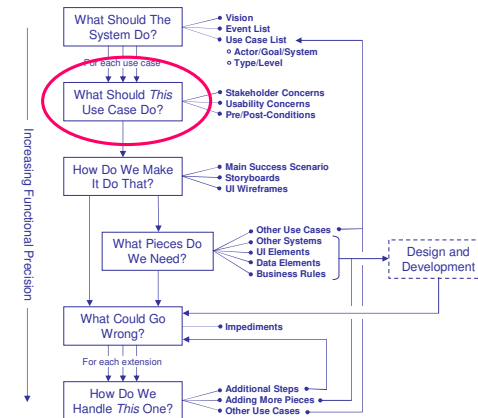 What Should The
System Do?
Vision
Event List
Use Case List
Actor/Goal/System
Type/Level
For each use case
What Should This
Use Case Do?
Stakeholder Concerns
Usability Concerns
Pre/Post-Conditions
Increasing Functional Precision
How Do We Make
It Do That?
Main Success Scenario
Storyboards
UI Wireframes
What Pieces Do
We Need?
Other Use Cases
Other Systems
UI Elements
Data Elements
Business Rules
Design and
Development
What Could Go
Wrong?
Impediments
For each extension
How Do We
Handle This One?
Additional Steps
Adding More Pieces
Other Use Cases